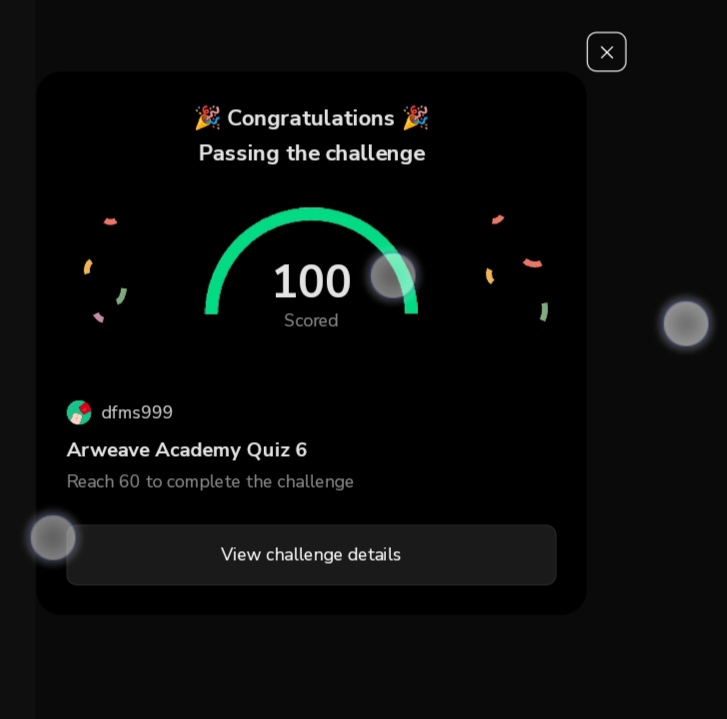 🎉 Congratulations 🎉
Passing the challenge
100
Scored
dfms999
Arweave Academy Quiz 6
Reach 60 to complete the challenge
View challenge details